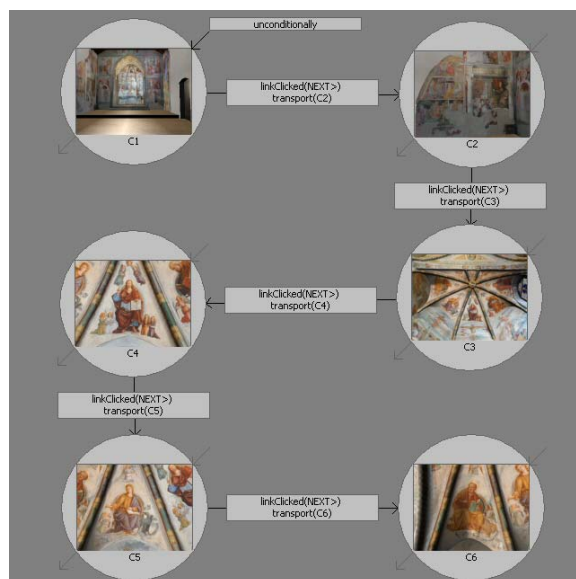 unconditionally
C1
linkClicked(NEXT>)
transport(C2)
C2
linkClicked(NEXT>)
transport(C3)
C3
linkClicked(NEXT>)
transport(C4)
C4
linkClicked(NEXT>)
transport(C5)
C5
linkClicked(NEXT>)
transport(C6)
C6